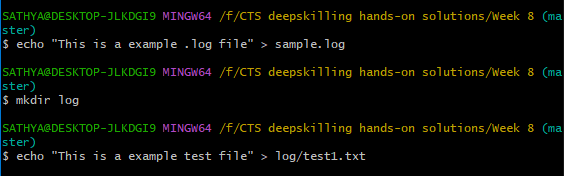 SATHYA@DESKTOP-JLKDGI9 MINGW64 /f/CTS deepskilling hands-on solutions/Week 8 (ma
ster)
$ echo "This is a example .log file" > sample.log
SATHYA@DESKTOP-JLKDGI9 MINGW64 /f/CTS deepskilling hands-on solutions/Week 8 (ma
ster)
$ mkdir log
SATHYA@DESKTOP-JLKDGI9 MINGW64 /f/CTS deepskilling hands-on solutions/Week 8 (ma
ster)
$ echo "This is a example test file" > log/test1.txt